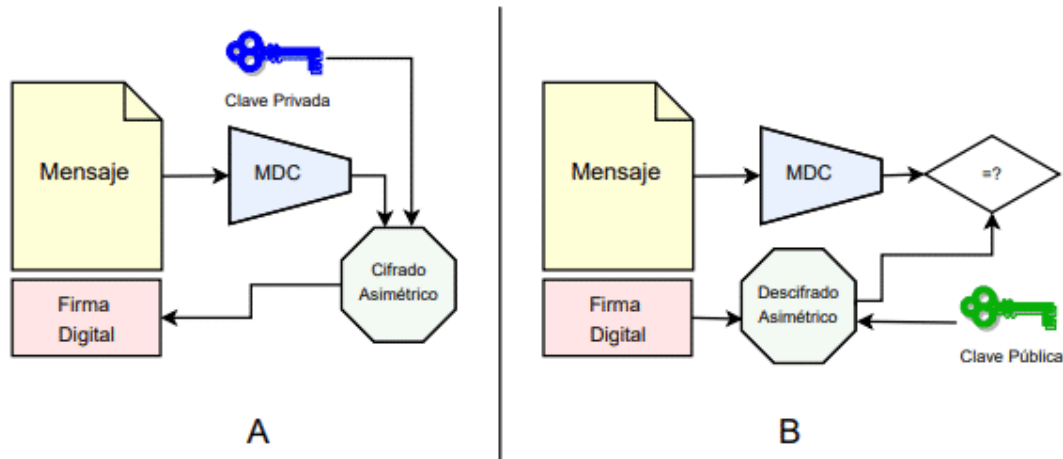 Clave Privada
Mensaje
MDC
Cifrado
Asimétrico
Firma
Digital
A
Mensaje
MDC
=?
Firma
Digital
Descifrado
Asimétrico
Clave Pública
B